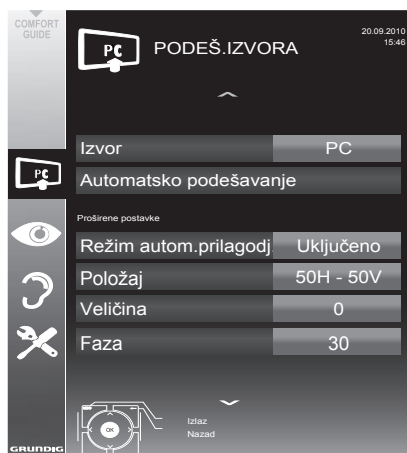 COMFORT
GUIDE
PC
PODEŠ.IZVORA
20.09.2010
15:46
Izvor
PC
Automatsko podešavanje
PC
Proširene postavke
Režim autom.prilagodj.
Uključeno
Položaj
50H - 50V
Veličina
0
Faza
30
OK
Izlaz
Nazad
GRUNDIG